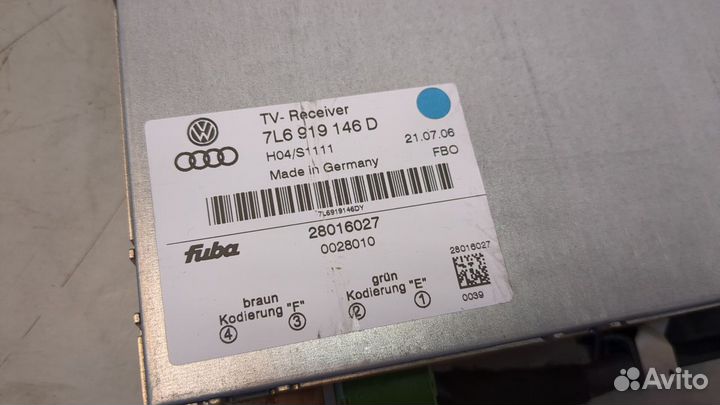 TV- Receiver
7L6 919 146 D
H04/S1111
21.07.06
Made in Germany
FBO
7L6919146DY
fuba
28016027
0028010
28016027
0039
braun
Kodierung "F"
4 3
grün
Kodierung "E"
2 1
Avito